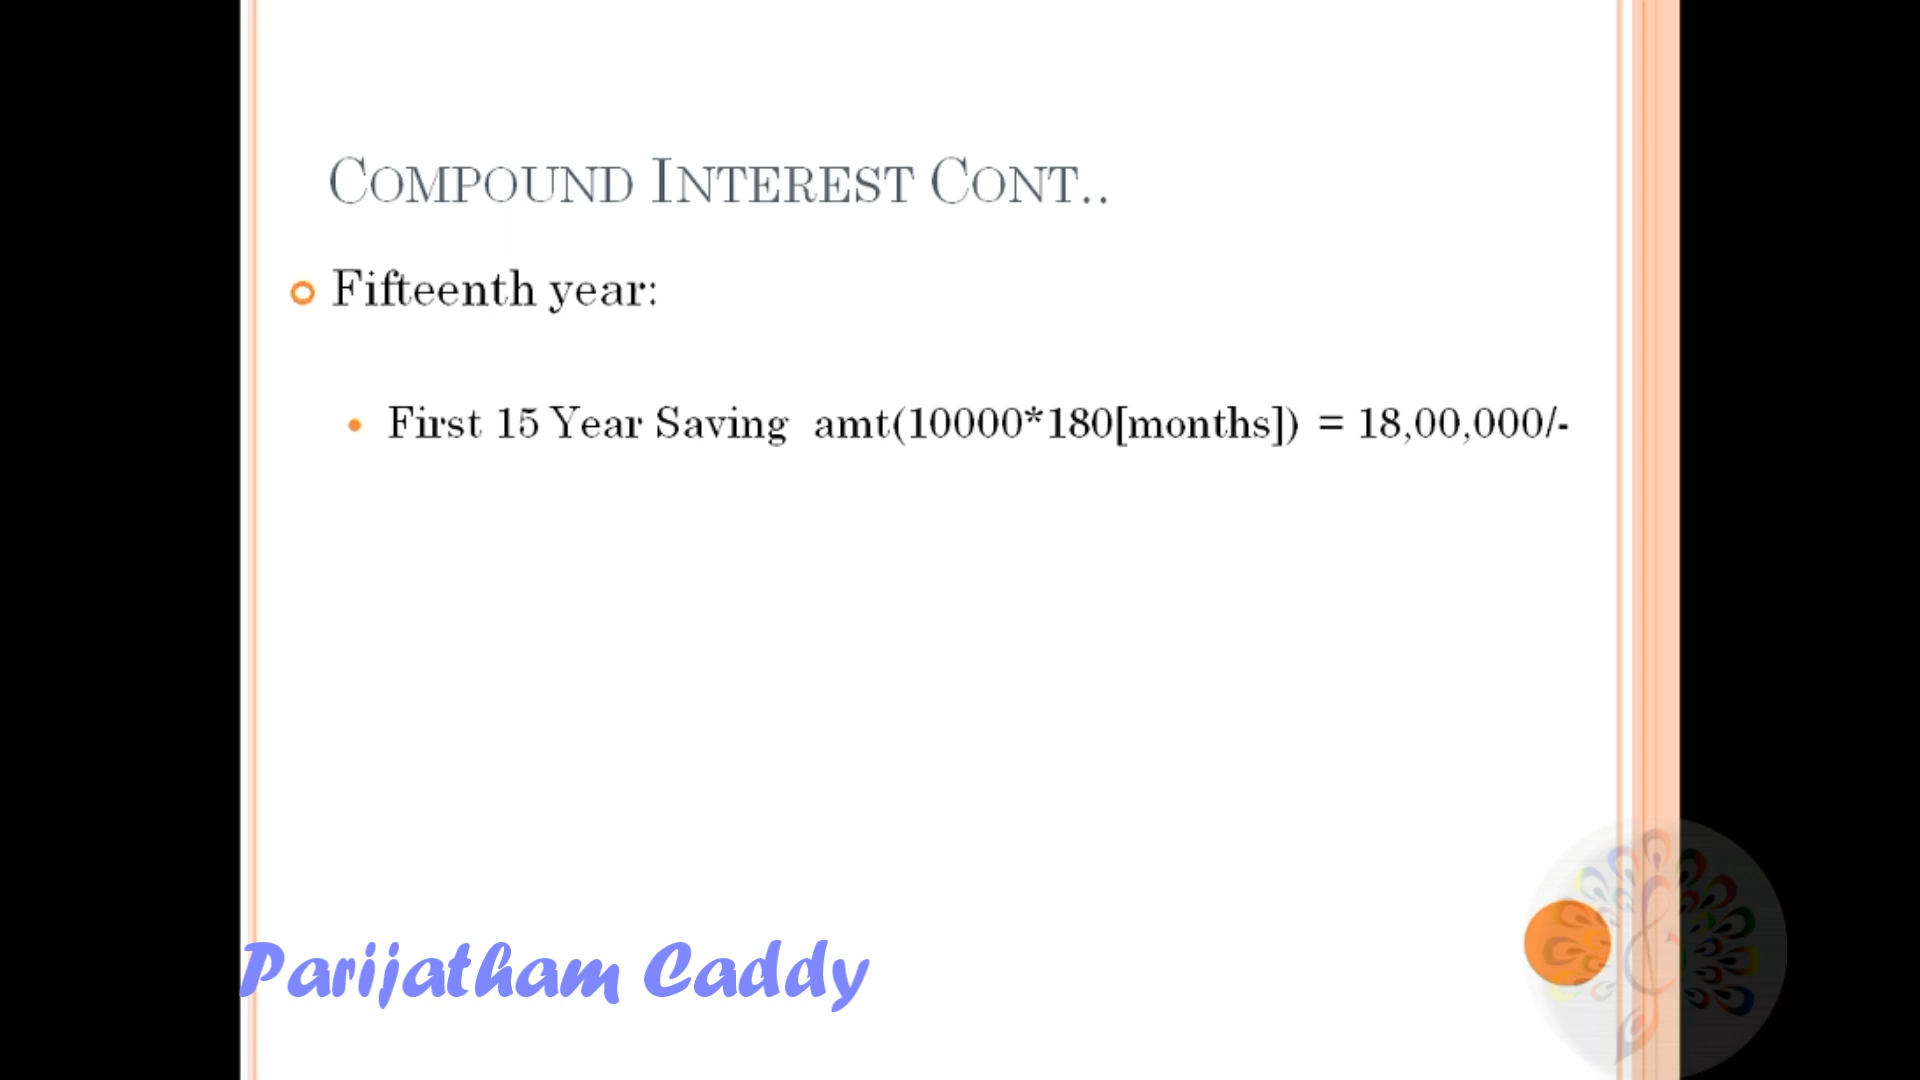 Compound Interest Cont..
Fifteenth year:
First 15 Year Saving amt(10000*180[months]) = 18,00,000/-
Parijatham Caddy